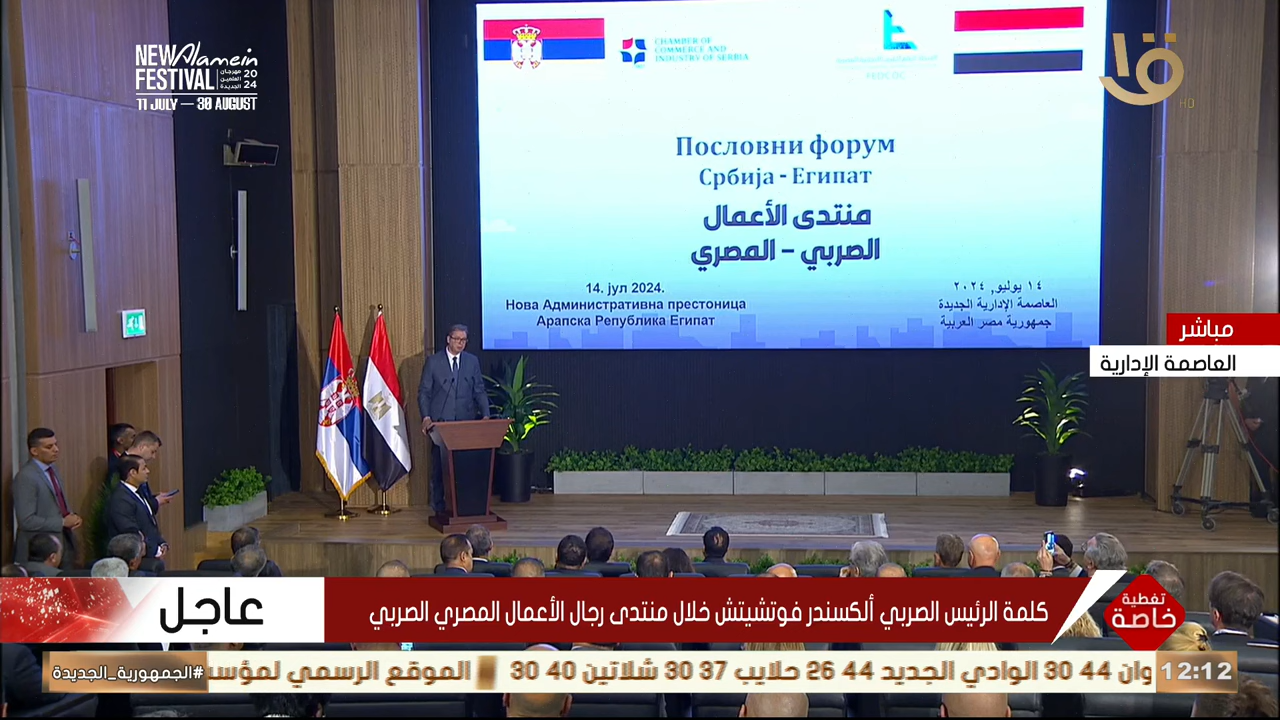 NEW Alamein
FESTIVAL
مهرجان
العلمين
الجديدة
2024
11 JULY — 30 AUGUST
CHAMBER OF
COMMERCE AND
INDUSTRY OF SERBIA
FEDCOC
HD
Пословни форум
Србија - Египат
منتدى الأعمال
الصربي – المصري
14. јул 2024.
Нова Административна престоница
Арапска Република Египат
١٤ يوليو, ٢٠٢٤
العاصمة الإدارية الجديدة
جمهورية مصر العربية
مباشر
العاصمة الإدارية
تغطية
خاصة
عاجل
كلمة الرئيس الصربي ألكسندر فوتشيتش خلال منتدى رجال الأعمال المصري الصربي
12:12
وان 44 30 الوادي الجديد 44 26 حلايب 37 30 شلاتين 40 30 الموقع الرسمي لمؤسس
#الجمهورية_الجديدة